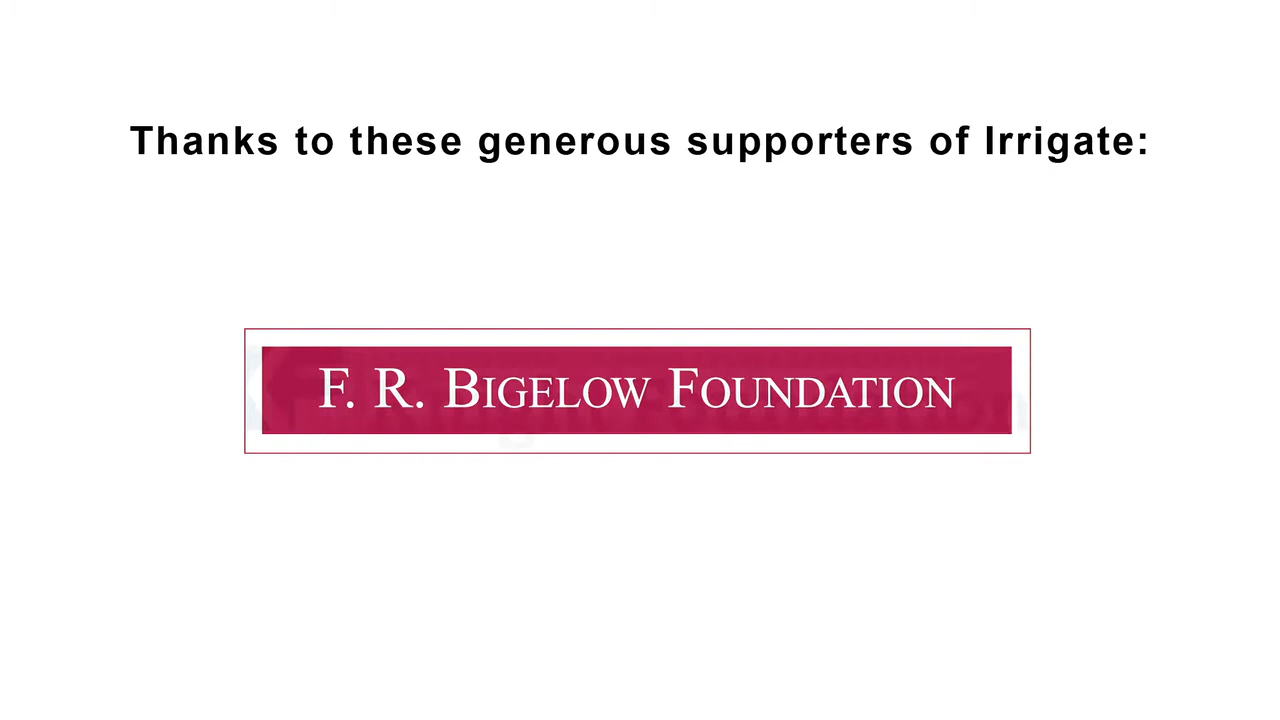 Thanks to these generous supporters of Irrigate:
F. R. BIGELOW FOUNDATION